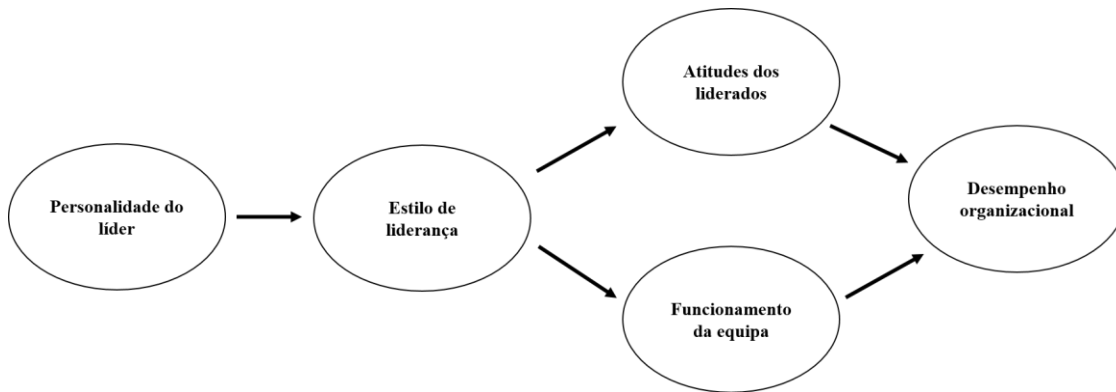 Personalidade do
líder
Estilo de
liderança
Atitudes dos
liderados
Funcionamento
da equipa
Desempenho
organizacional